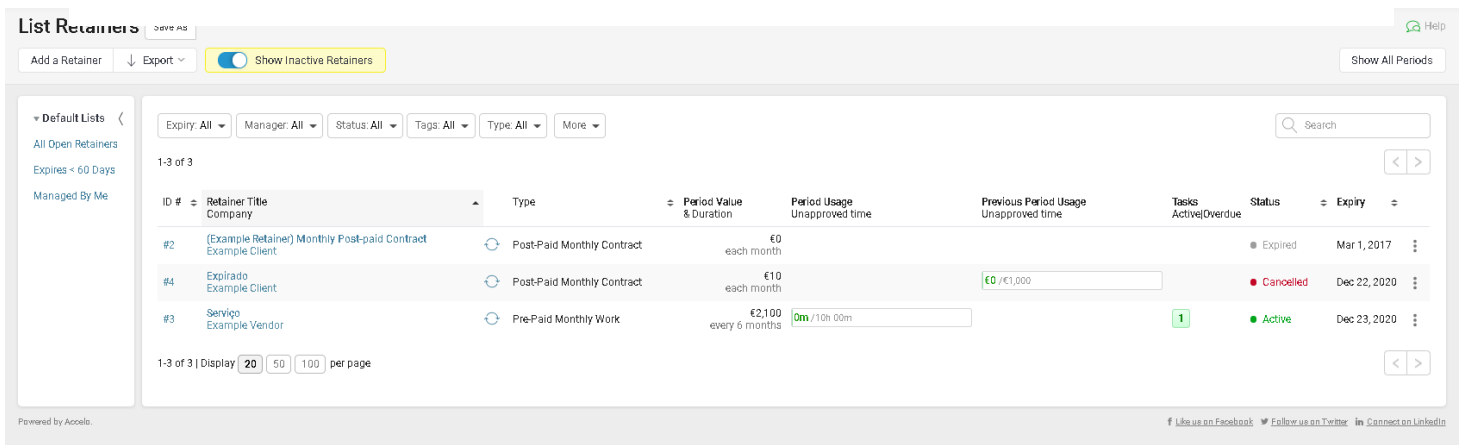 List Retainers Save As
Help
Add a Retainer Export Show Inactive Retainers Show All Periods
Default Lists
All Open Retainers
Expires < 60 Days
Managed By Me
Expiry: All Manager: All Status: All Tags: All Type: All More Search
1-3 of 3 < >
ID # Retainer Title Type Period Value Period Usage Previous Period Usage Tasks Status Expiry
Company & Duration Unapproved time Unapproved time Active|Overdue
#2 (Example Retainer) Monthly Post-paid Contract Post-Paid Monthly Contract €0 Expired Mar 1, 2017
Example Client each month
#4 Expirado Post-Paid Monthly Contract €10 €0 /€1,000 Cancelled Dec 22, 2020
Example Client each month
#3 Serviço Pre-Paid Monthly Work €2,100 0m /10h 00m 1 Active Dec 23, 2020
Example Vendor every 6 months
1-3 of 3 | Display 20 50 100 per page < >
Powered by Accelo. Like us on Facebook Follow us on Twitter Connect on LinkedIn